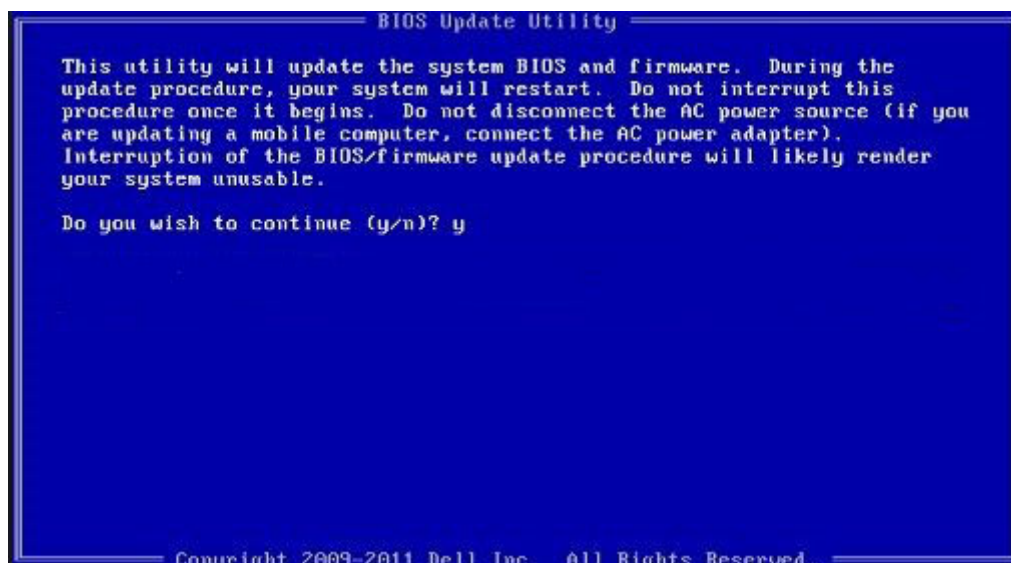 BIOS Update Utility
This utility will update the system BIOS and firmware. During the
update procedure, your system will restart. Do not interrupt this
procedure once it begins. Do not disconnect the AC power source (if you
are updating a mobile computer, connect the AC power adapter).
Interruption of the BIOS/firmware update procedure will likely render
your system unusable.
Do you wish to continue (y/n)? y
Copyright 2009-2011 Dell Inc. All Rights Reserved.